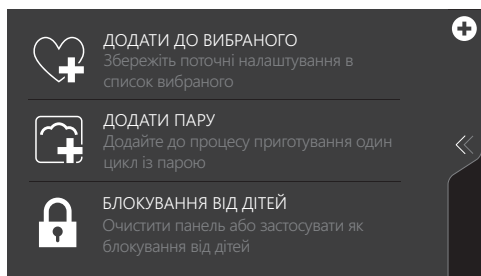 ДОДАТИ ДО ВИБРАНОГО
Збережіть поточні налаштування в
список вибраного
ДОДАТИ ПАРУ
Додайте до процесу приготування один
цикл із парою
БЛОКУВАННЯ ВІД ДІТЕЙ
Очистити панель або застосувати як
блокування від дітей